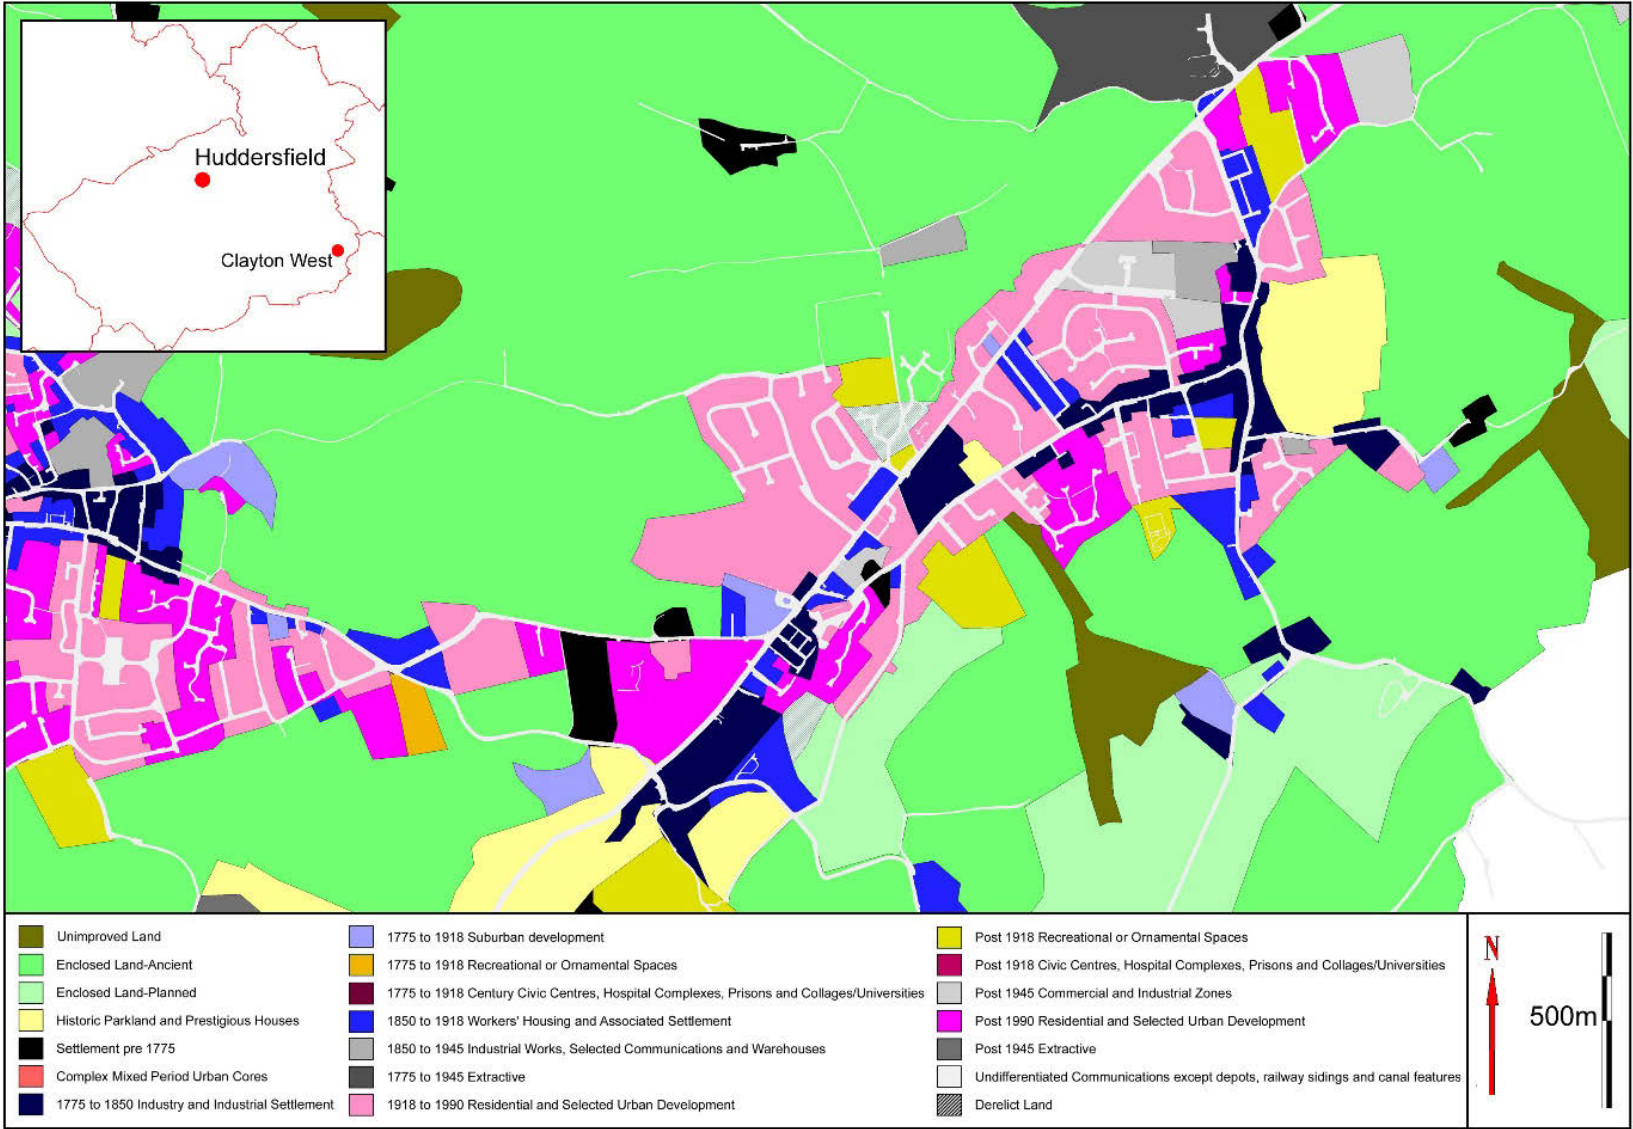 Huddersfield
Clayton West
Unimproved Land
Enclosed Land-Ancient
Enclosed Land-Planned
Historic Parkland and Prestigious Houses
Settlement pre 1775
Complex Mixed Period Urban Cores
1775 to 1850 Industry and Industrial Settlement
1775 to 1918 Suburban development
1775 to 1918 Recreational or Ornamental Spaces
1775 to 1918 Century Civic Centres, Hospital Complexes, Prisons and Collages/Universities
1850 to 1918 Workers' Housing and Associated Settlement
1850 to 1945 Industrial Works, Selected Communications and Warehouses
1775 to 1945 Extractive
1918 to 1990 Residential and Selected Urban Development
Post 1918 Recreational or Ornamental Spaces
Post 1918 Civic Centres, Hospital Complexes, Prisons and Collages/Universities
Post 1945 Commercial and Industrial Zones
Post 1990 Residential and Selected Urban Development
Post 1945 Extractive
Undifferentiated Communications except depots, railway sidings and canal features
Derelict Land
N
500m